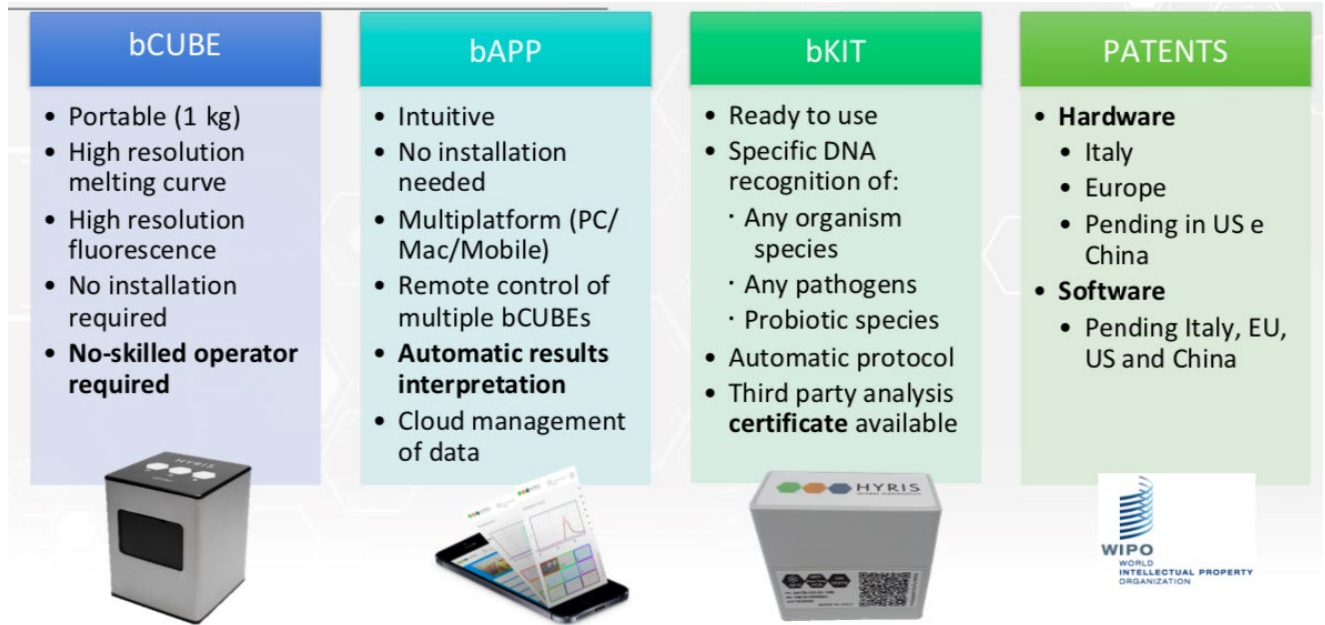 bCUBE
• Portable (1 kg)
• High resolution
melting curve
• High resolution
fluorescence
• No installation
required
• No-skilled operator
required
HYRIS
bAPP
• Intuitive
• No installation
needed
• Multiplatform (PC/
Mac/Mobile)
• Remote control of
multiple bCUBEs
• Automatic results
interpretation
• Cloud management
of data
bKIT
• Ready to use
• Specific DNA
recognition of:
· Any organism
species
· Any pathogens
· Probiotic species
• Automatic protocol
• Third party analysis
certificate available
HYRIS
GLOBAL DIAGNOSTICS
PATENTS
• Hardware
• Italy
• Europe
• Pending in US e
China
• Software
• Pending Italy, EU,
US and China
WIPO
WORLD
INTELLECTUAL PROPERTY
ORGANIZATION